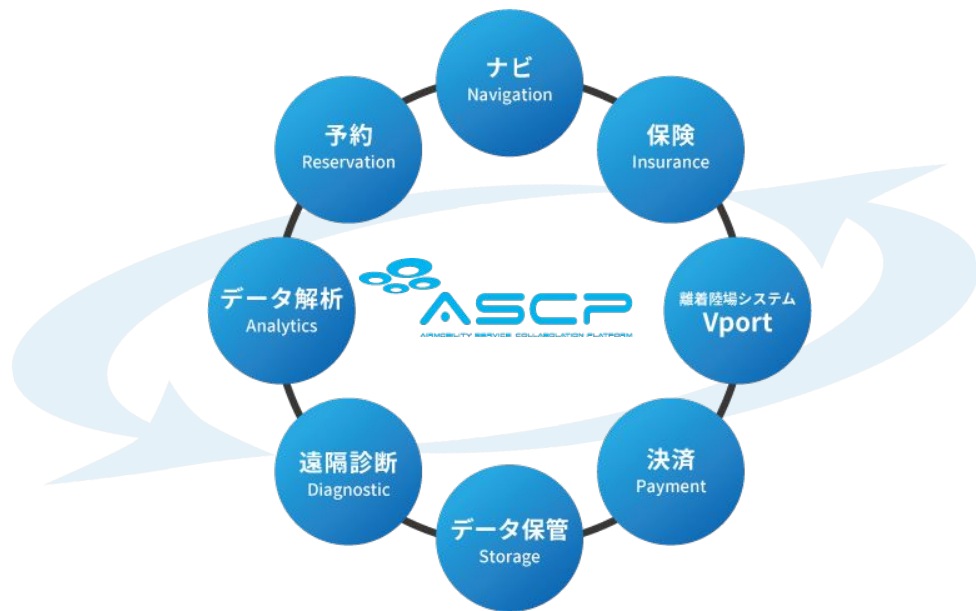 ナビ
Navigation
保険
Insurance
離着陸場システム
Vport
決済
Payment
データ保管
Storage
遠隔診断
Diagnostic
データ解析
Analytics
予約
Reservation
ASCP
AIRMOBILITY SERVICE COLLABOLATION PLATFORM